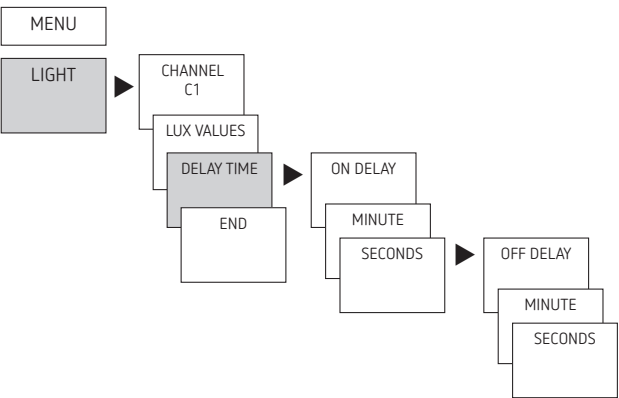 MENU
LIGHT
CHANNEL
C1
LUX VALUES
DELAY TIME
END
ON DELAY
MINUTE
SECONDS
OFF DELAY
MINUTE
SECONDS